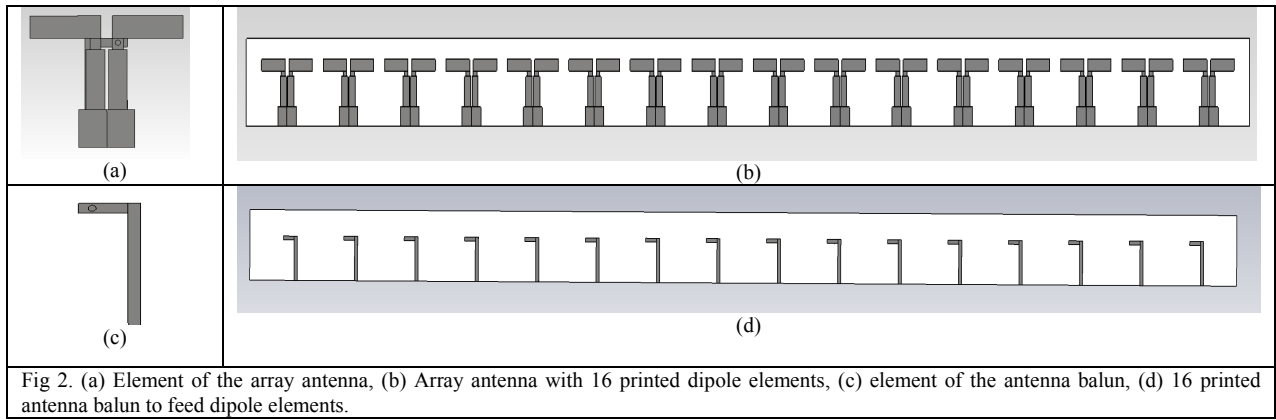 (a)
(b)
(c)
(d)
Fig 2. (a) Element of the array antenna, (b) Array antenna with 16 printed dipole elements, (c) element of the antenna balun, (d) 16 printed
antenna balun to feed dipole elements.